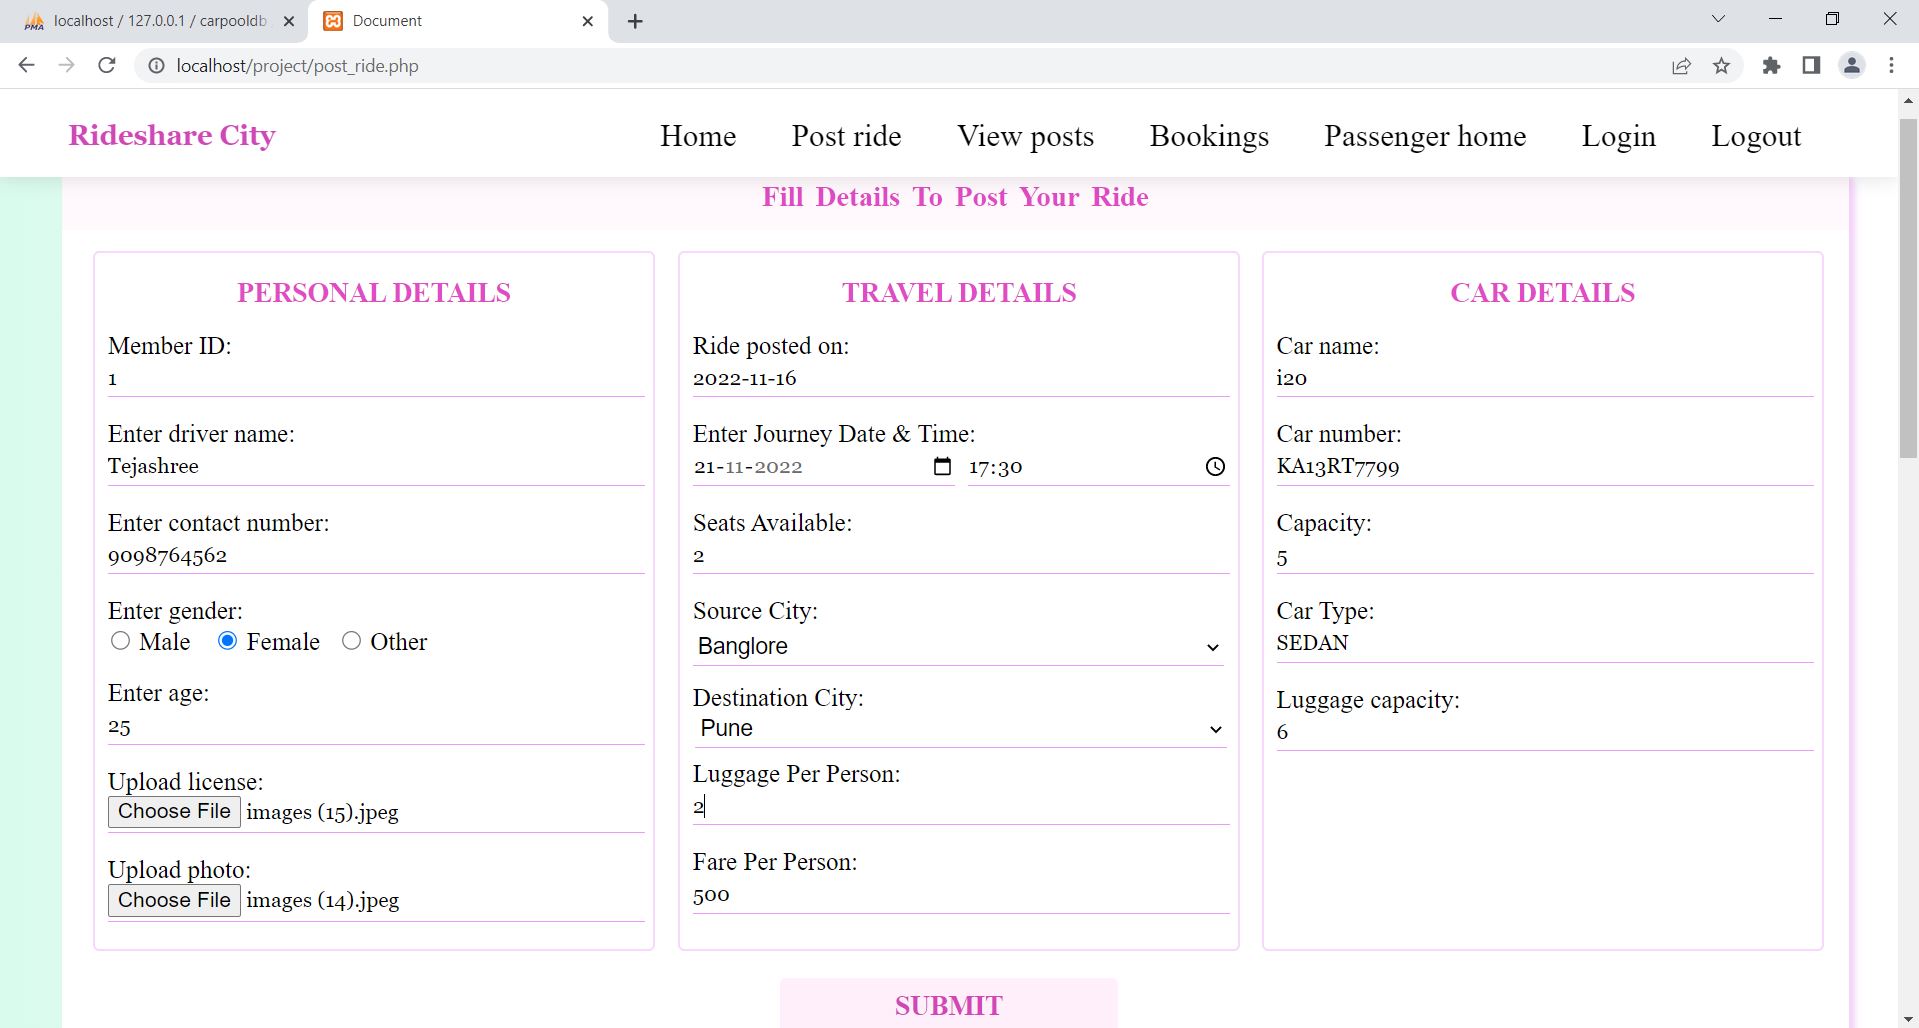 localhost / 127.0.0.1 / carpooldb
Document
localhost/project/post_ride.php
Rideshare City
Home
Post ride
View posts
Bookings
Passenger home
Login
Logout
Fill Details To Post Your Ride
PERSONAL DETAILS
Member ID:
1
Enter driver name:
Tejashree
Enter contact number:
9098764562
Enter gender:
Male Female Other
Enter age:
25
Upload license:
Choose File images (15).jpeg
Upload photo:
Choose File images (14).jpeg
TRAVEL DETAILS
Ride posted on:
2022-11-16
Enter Journey Date & Time:
21-11-2022 17:30
Seats Available:
2
Source City:
Banglore
Destination City:
Pune
Luggage Per Person:
2
Fare Per Person:
500
CAR DETAILS
Car name:
i20
Car number:
KA13RT7799
Capacity:
5
Car Type:
SEDAN
Luggage capacity:
6
SUBMIT